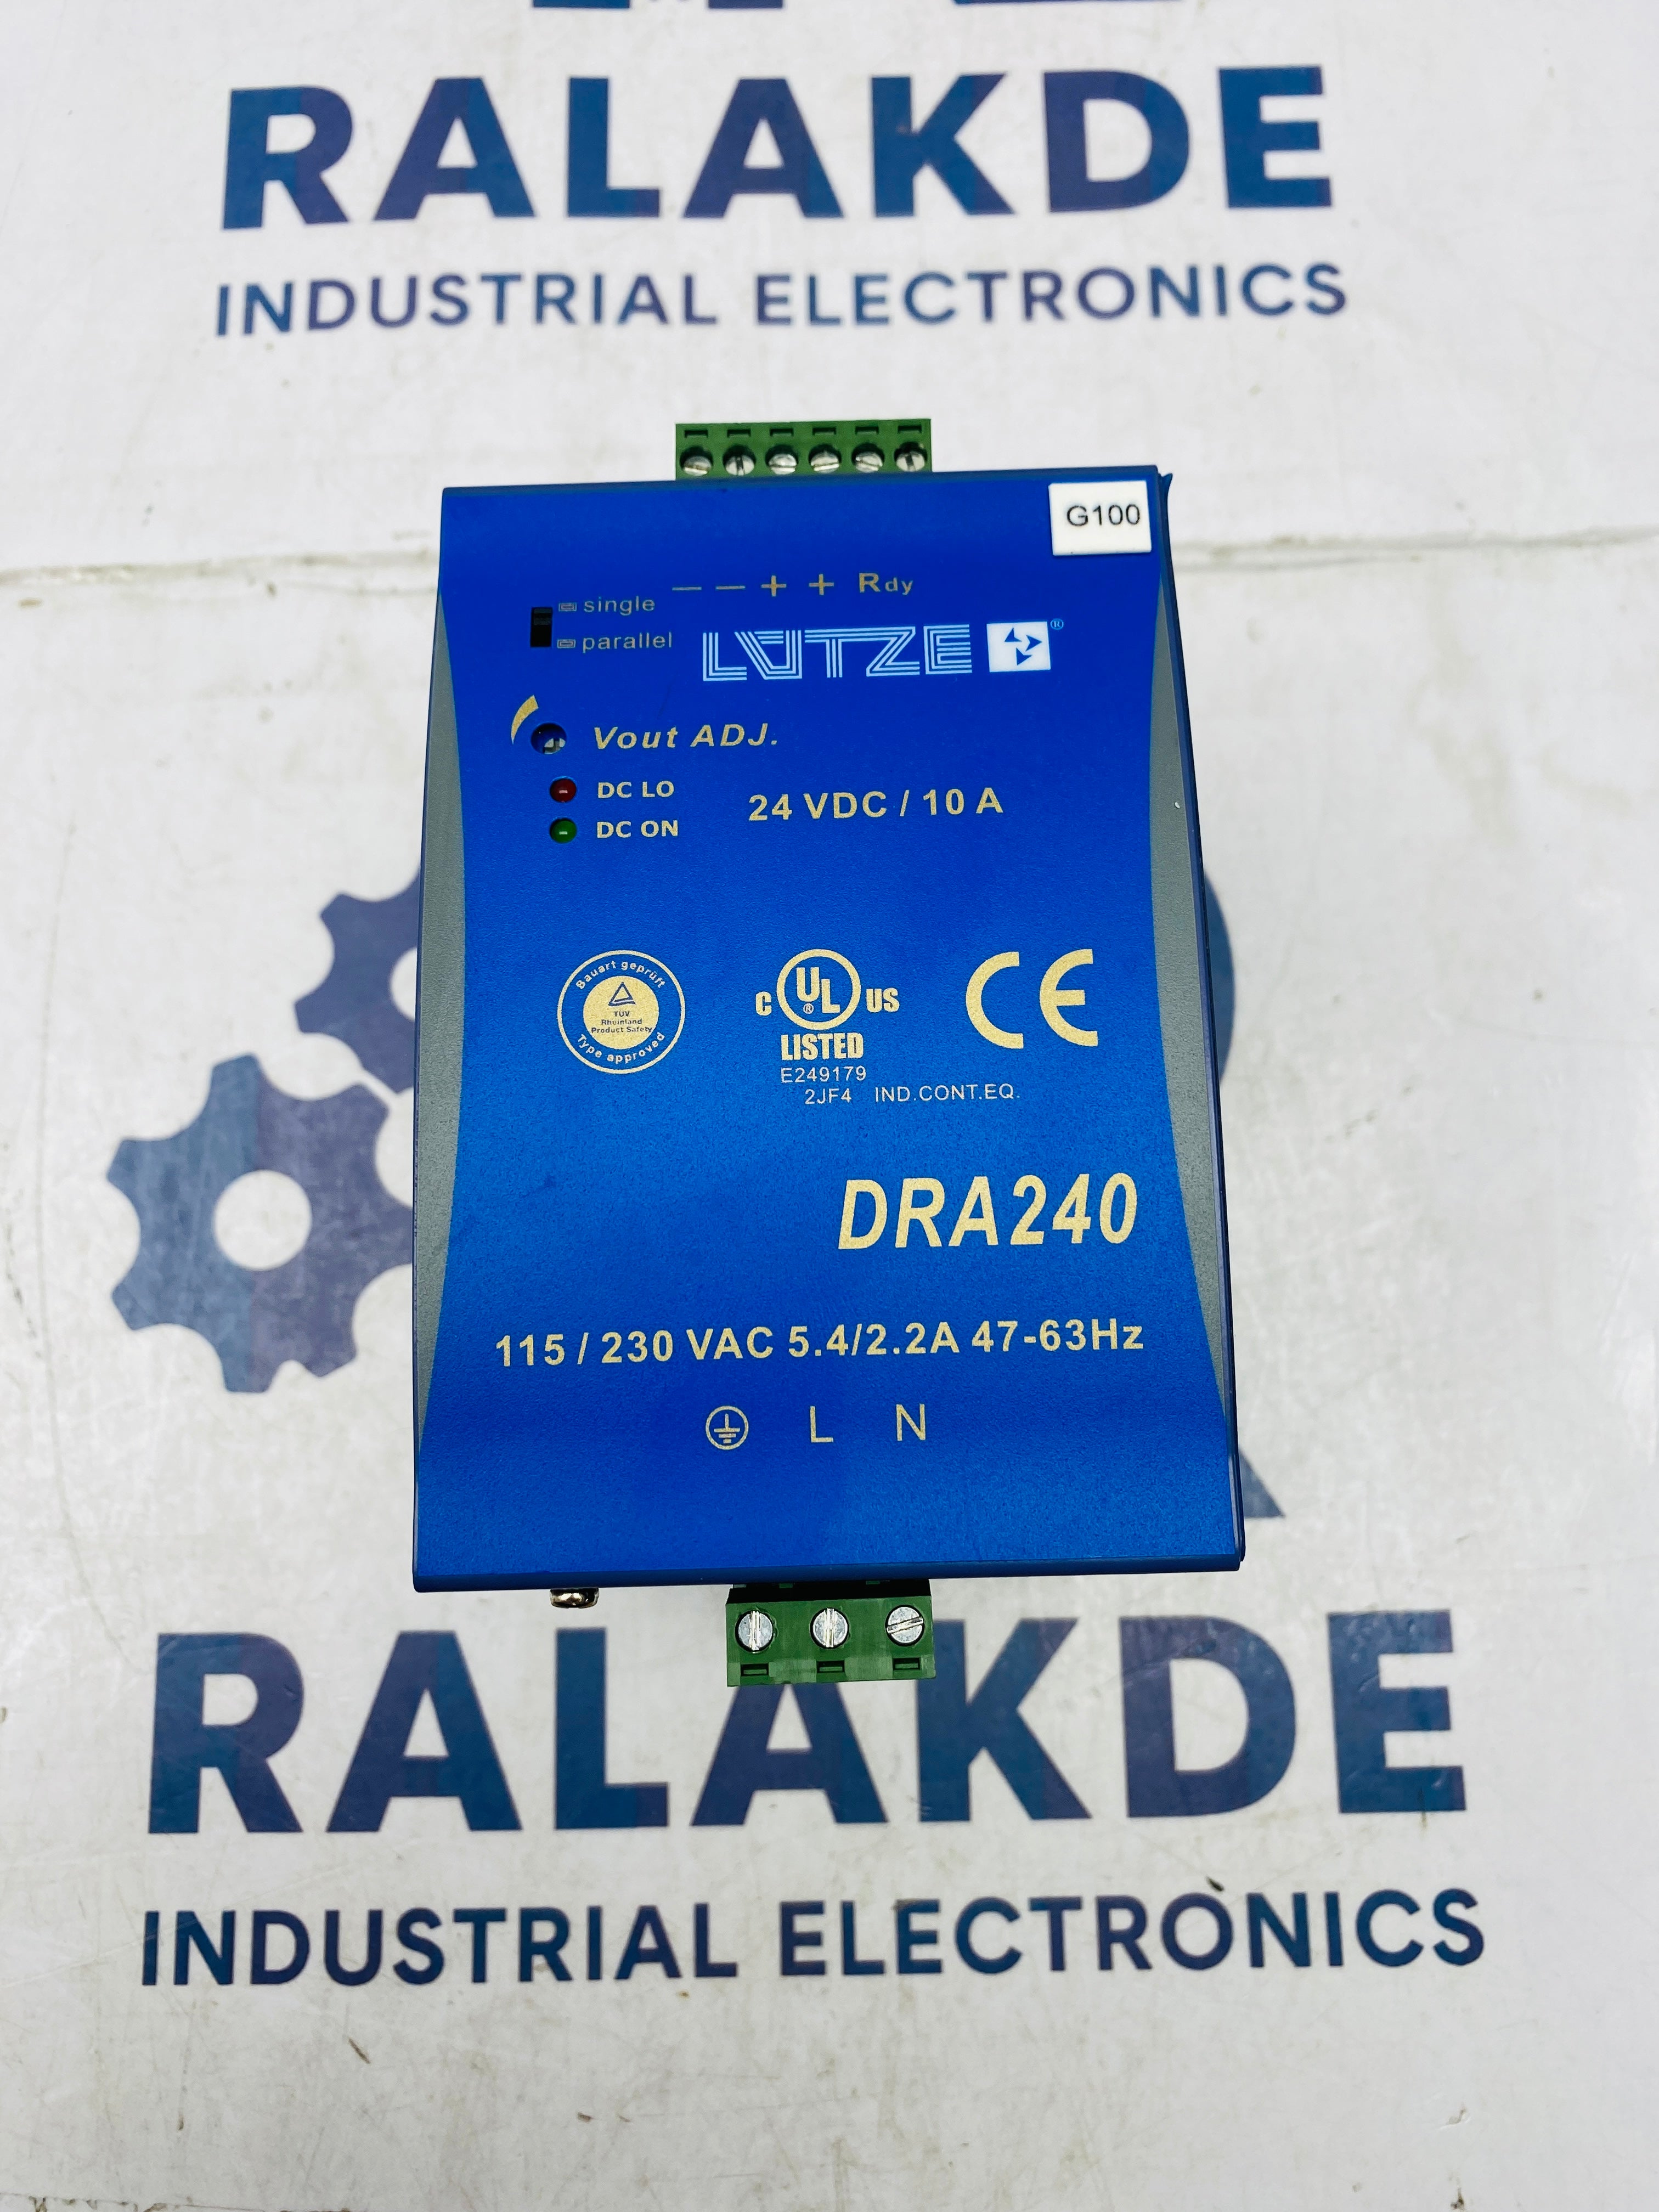 RALAKDE
INDUSTRIAL ELECTRONICS
G100
— — + + Rdy
single
parallel
LÜTZE ®
Vout ADJ.
DC LO
DC ON
24 VDC / 10 A
Bauart geprüft
TÜV
Rheinland
Product Safety
Type approved
C UL ® US
LISTED
E249179
2JF4 IND.CONT.EQ.
CE
DRA240
115 / 230 VAC 5.4/2.2A 47-63Hz
L N
RALAKDE
INDUSTRIAL ELECTRONICS